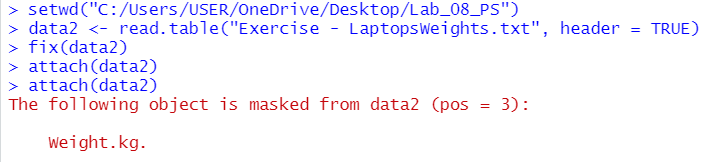 > setwd("C:/Users/USER/OneDrive/Desktop/Lab_08_PS")
> data2 <- read.table("Exercise - LaptopsWeights.txt", header = TRUE)
> fix(data2)
> attach(data2)
> attach(data2)
The following object is masked from data2 (pos = 3):
Weight.kg.